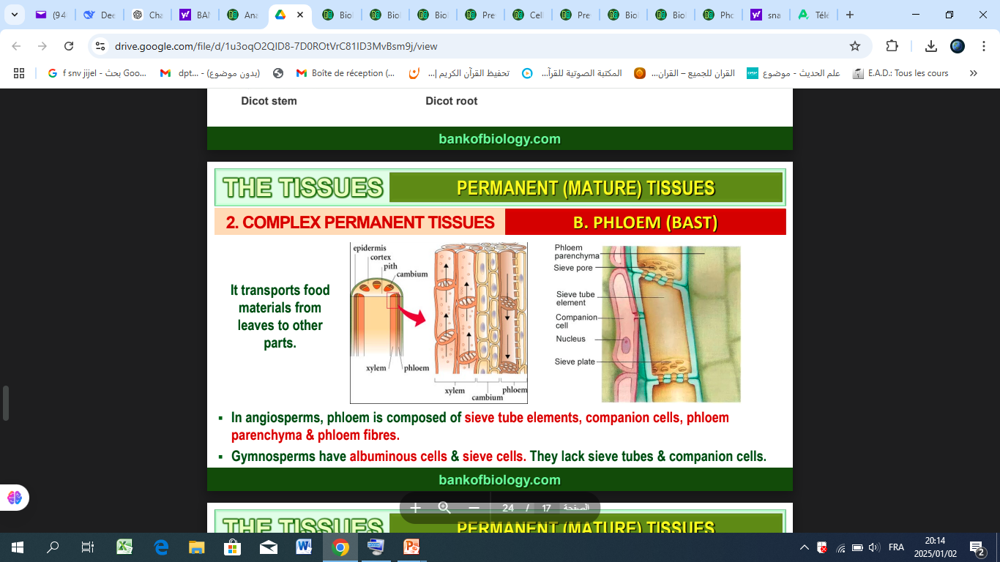 (94
Dee
Cha
BAN
Ana
Biol
Biol
Biol
Pre
Cell
Pre
Biol
Biol
Pho
sna
Télé
drive.google.com/file/d/1u3oqO2QID8-7D0ROtVrC81ID3MvBsm9j/view
f snv jijel - بحث Goo...
dpt... - (بدون موضوع)
Boîte de réception (...
تحفيظ القرآن الكريم |...
المكتبة الصوتية للقرآ...
القران للجميع – القران...
علم الحديث - موضوع
E.A.D.: Tous les cours
Dicot stem
Dicot root
bankofbiology.com
THE TISSUES
PERMANENT (MATURE) TISSUES
2. COMPLEX PERMANENT TISSUES
B. PHLOEM (BAST)
It transports food
materials from
leaves to other
parts.
epidermis
cortex
pith
cambium
xylem
phloem
xylem
cambium
phloem
Phloem
parenchyma
Sieve pore
Sieve tube
element
Companion
cell
Nucleus
Sieve plate
▪ In angiosperms, phloem is composed of sieve tube elements, companion cells, phloem
parenchyma & phloem fibres.
▪ Gymnosperms have albuminous cells & sieve cells. They lack sieve tubes & companion cells.
bankofbiology.com
24 / 17 الصفحة
THE TISSUES
PERMANENT (MATURE) TISSUES
FRA
20:14
2025/01/02
2